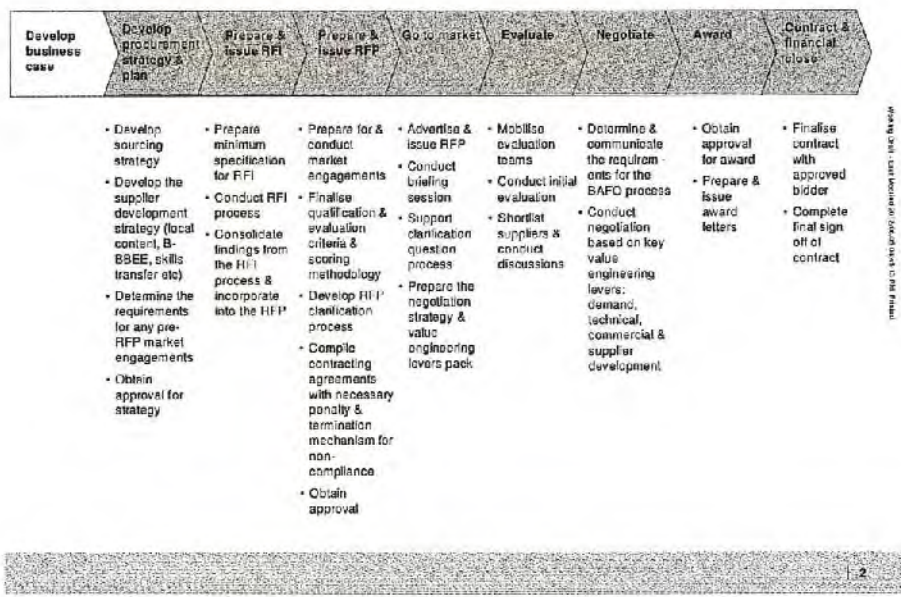 Develop
business
case
Develop
procurement
strategy &
plan
Prepare &
issue RFI
Prepare &
issue RFP
Go to market
Evaluate
Negotiate
Award
Contract &
financial
close
• Develop
sourcing
strategy
• Develop the
supplier
development
strategy (local
content, B-
BBEE, skills
transfer etc)
• Determine the
requirements
for any pre-
RFP market
engagements
• Obtain
approval for
strategy
• Prepare
minimum
specification
for RFI
• Conduct RFI
process
• Consolidate
findings from
the RFI
process &
incorporate
into the RFP
• Prepare for &
conduct
market
engagements
• Finalise
qualification &
evaluation
criteria &
scoring
methodology
• Develop RFP
clarification
process
• Compile
contracting
agreements
with necessary
penalty &
termination
mechanism for
non-
compliance
• Obtain
approval
• Advertise &
issue RFP
• Conduct
briefing
session
• Support
clarification
question
process
• Prepare the
negotiation
strategy &
value
engineering
levers pack
• Mobilise
evaluation
teams
• Conduct initial
evaluation
• Shortlist
suppliers &
conduct
discussions
• Determine &
communicate
the requirem -
ents for the
BAFO process
• Conduct
negotiation
based on key
value
engineering
levers:
demand,
technical,
commercial &
supplier
development
• Obtain
approval
for award
• Prepare &
issue
award
letters
• Finalise
contract
with
approved
bidder
• Complete
final sign
off of
contract
Working Draft - Last Modified
2